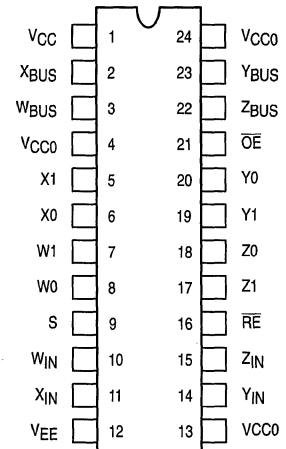 VCC 1 24 VCC0
XBUS 2 23 YBUS
WBUS 3 22 ZBUS
VCC0 4 21 O̅E̅
X1 5 20 Y0
X0 6 19 Y1
W1 7 18 Z0
W0 8 17 Z1
S 9 16 R̅E̅
WIN 10 15 ZIN
XIN 11 14 YIN
VEE 12 13 VCC0